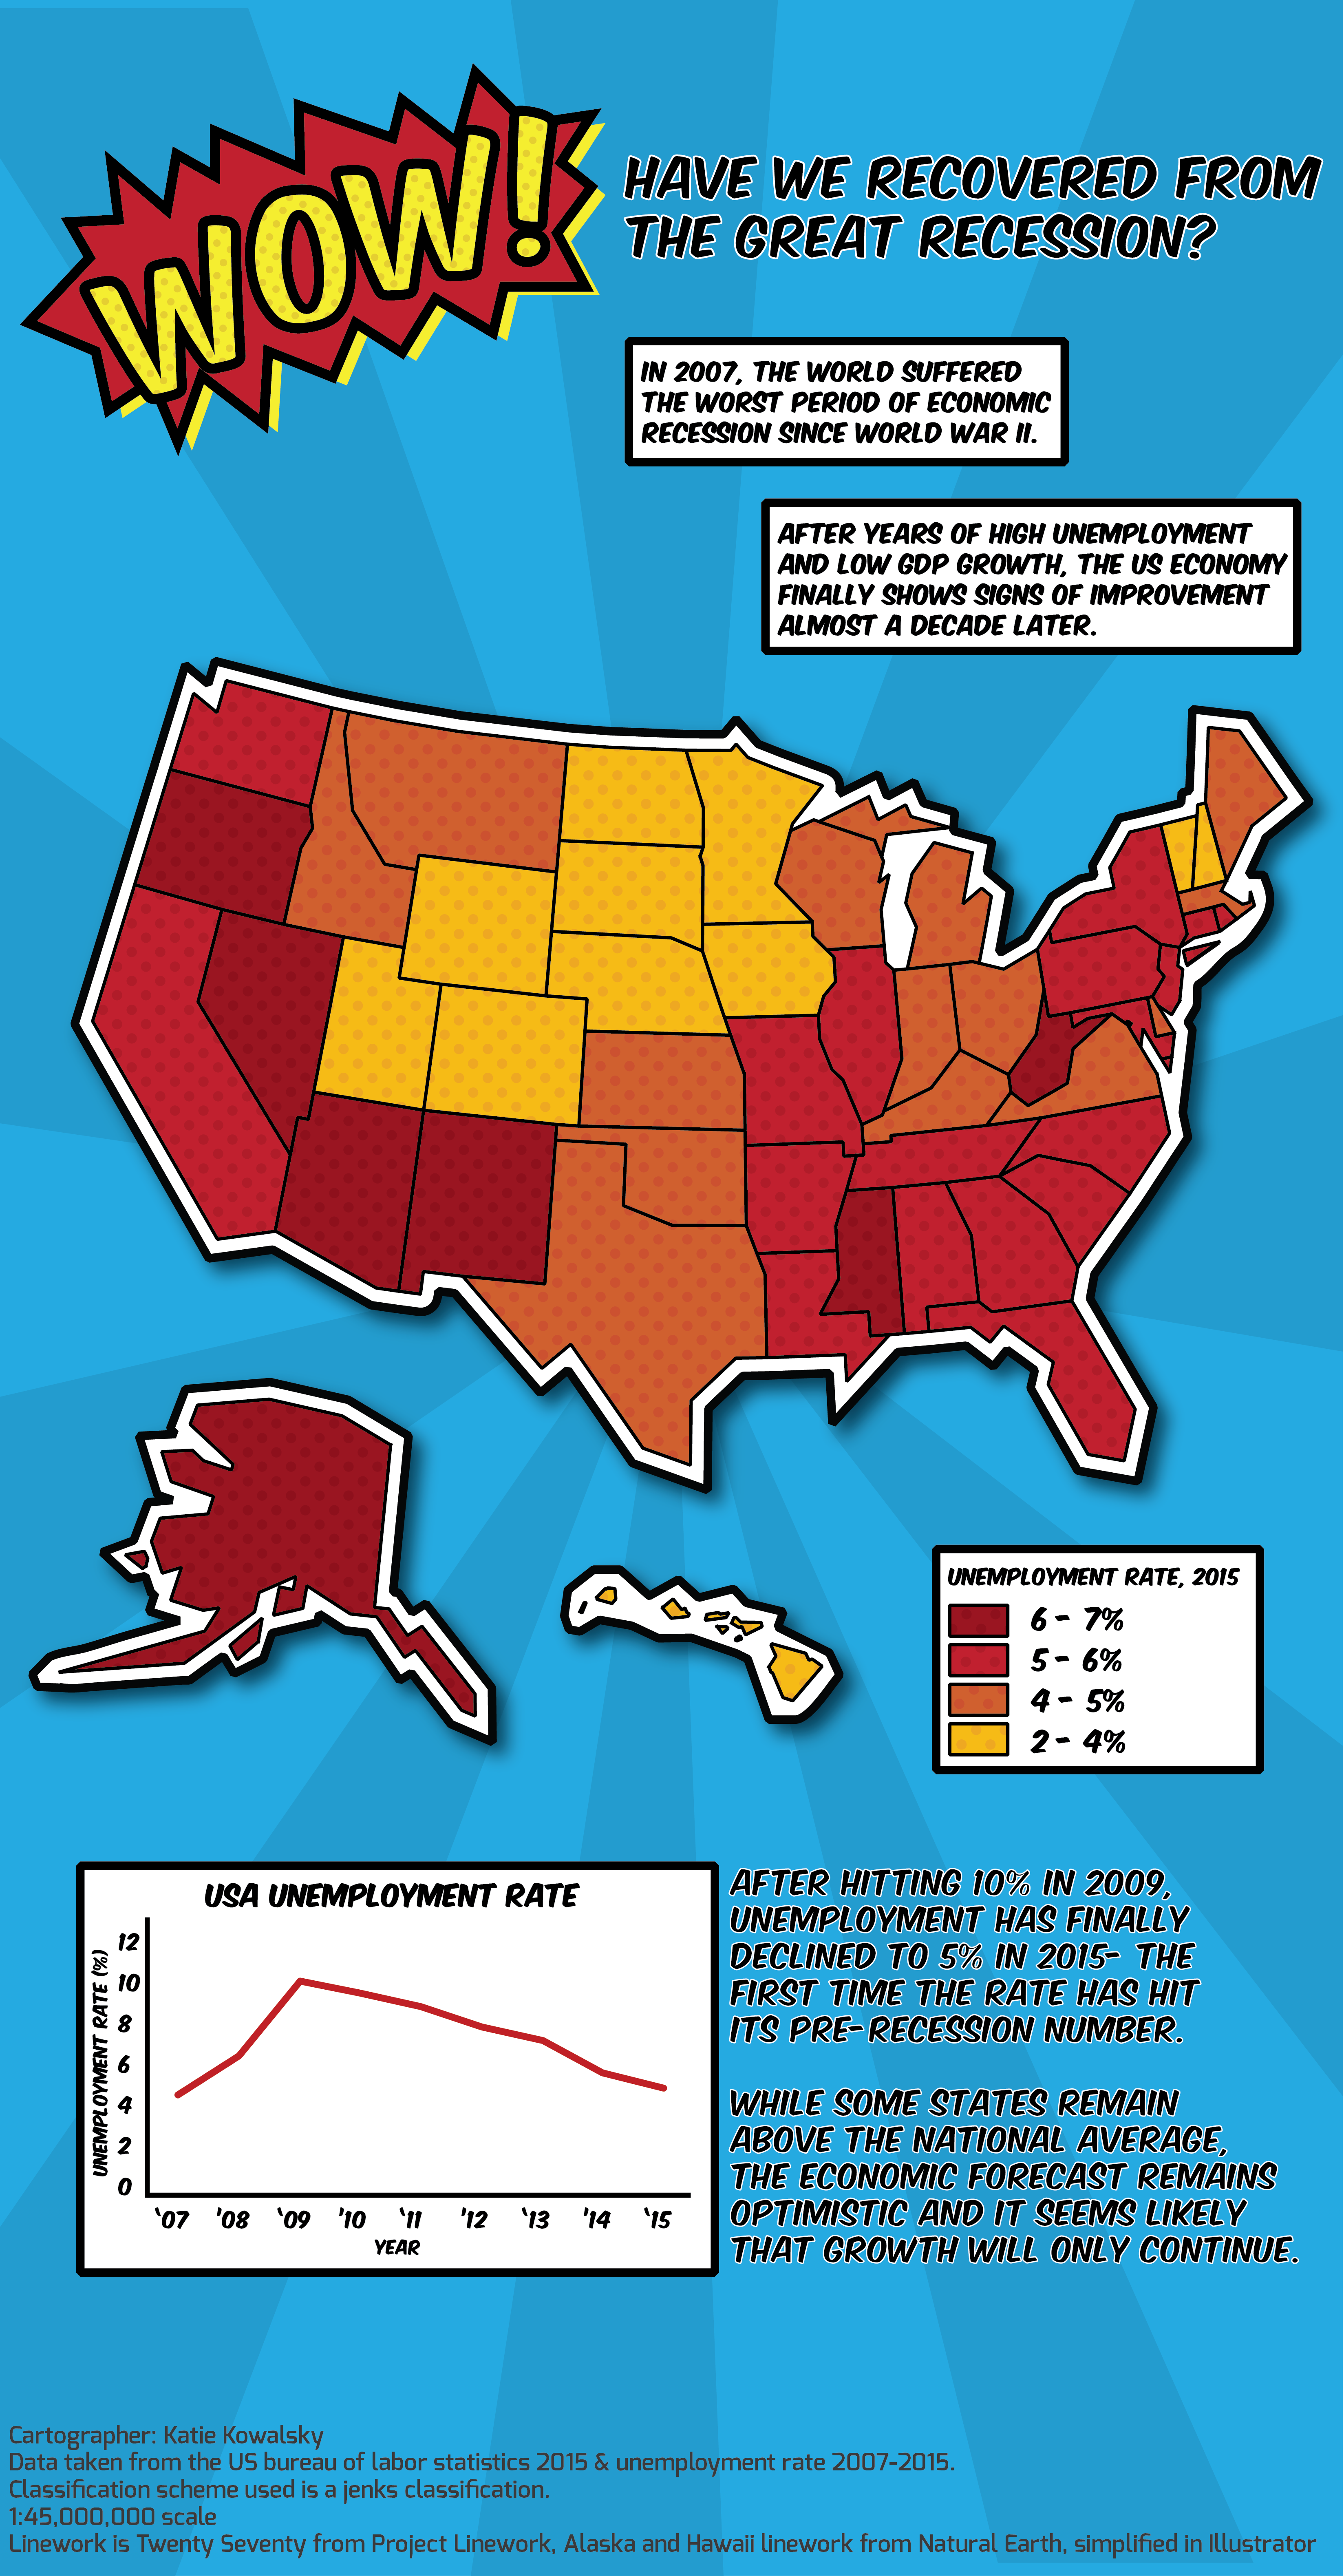 WOW!
HAVE WE RECOVERED FROM
THE GREAT RECESSION?
IN 2007, THE WORLD SUFFERED
THE WORST PERIOD OF ECONOMIC
RECESSION SINCE WORLD WAR II.
AFTER YEARS OF HIGH UNEMPLOYMENT
AND LOW GDP GROWTH, THE US ECONOMY
FINALLY SHOWS SIGNS OF IMPROVEMENT
ALMOST A DECADE LATER.
UNEMPLOYMENT RATE, 2015
6 - 7%
5 - 6%
4 - 5%
2 - 4%
USA UNEMPLOYMENT RATE
UNEMPLOYMENT RATE (%)
12
10
8
6
4
2
0
'07 '08 '09 '10 '11 '12 '13 '14 '15
YEAR
AFTER HITTING 10% IN 2009,
UNEMPLOYMENT HAS FINALLY
DECLINED TO 5% IN 2015- THE
FIRST TIME THE RATE HAS HIT
ITS PRE-RECESSION NUMBER.
WHILE SOME STATES REMAIN
ABOVE THE NATIONAL AVERAGE,
THE ECONOMIC FORECAST REMAINS
OPTIMISTIC AND IT SEEMS LIKELY
THAT GROWTH WILL ONLY CONTINUE.
Cartographer: Katie Kowalsky
Data taken from the US bureau of labor statistics 2015 & unemployment rate 2007-2015.
Classification scheme used is a jenks classification.
1:45,000,000 scale
Linework is Twenty Seventy from Project Linework, Alaska and Hawaii linework from Natural Earth, simplified in Illustrator